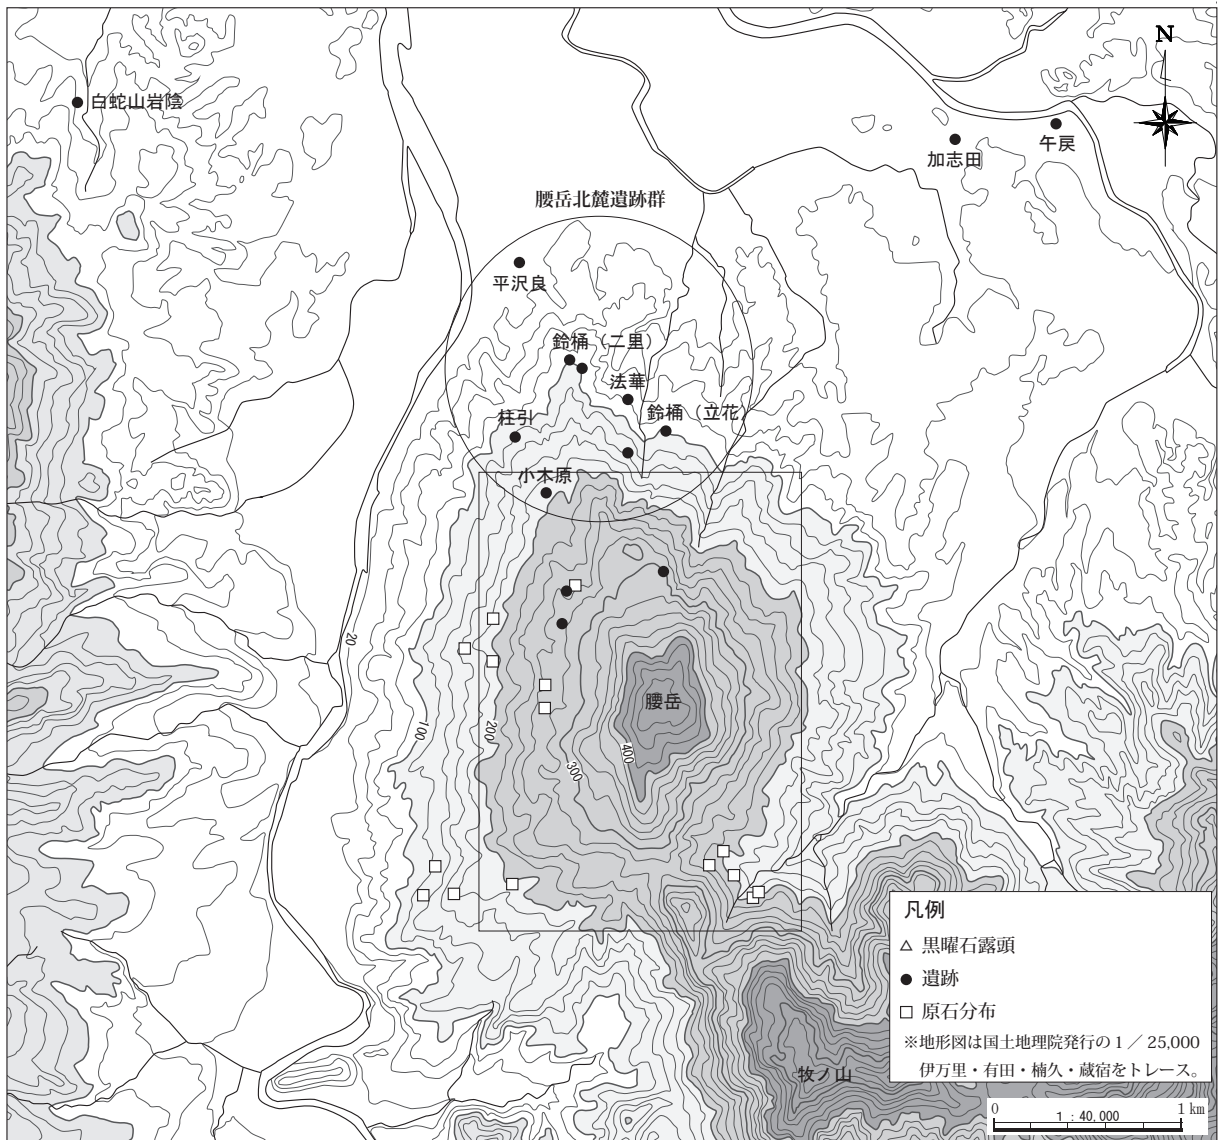 N
白蛇山岩陰
午戻
加志田
腰岳北麓遺跡群
平沢良
鈴桶（二里）
法華
鈴桶（立花）
柱引
小木原
20
腰岳
100
200
300
400
凡例
△ 黒曜石露頭
● 遺跡
□ 原石分布
※地形図は国土地理院発行の１／25,000
伊万里・有田・楠久・蔵宿をトレース。
牧ノ山
0 1：40,000 1㎞